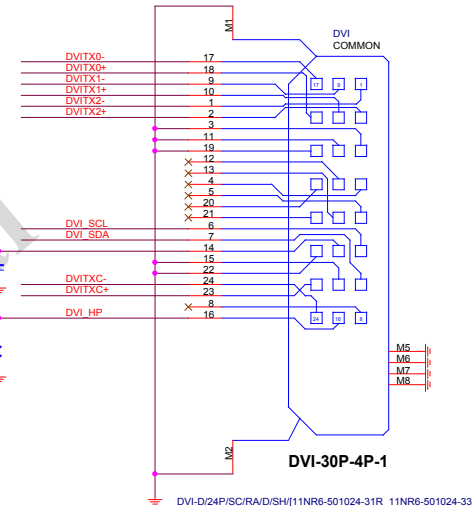 M1
DVI
COMMON
DVITX0- 17
DVITX0+ 18
DVITX1- 9
DVITX1+ 10
DVITX2- 1
DVITX2+ 2
3
11
19
12
13
4
5
20
21
DVI_SCL 6
DVI_SDA 7
14
15
22
DVITXC- 24
DVITXC+ 23
8
DVI_HP 16
17 9 1
24 16 8
M5
M6
M7
M8
M2
DVI-30P-4P-1
DVI-D/24P/SC/RA/D/SH/[11NR6-501024-31R_11NR6-501024-33